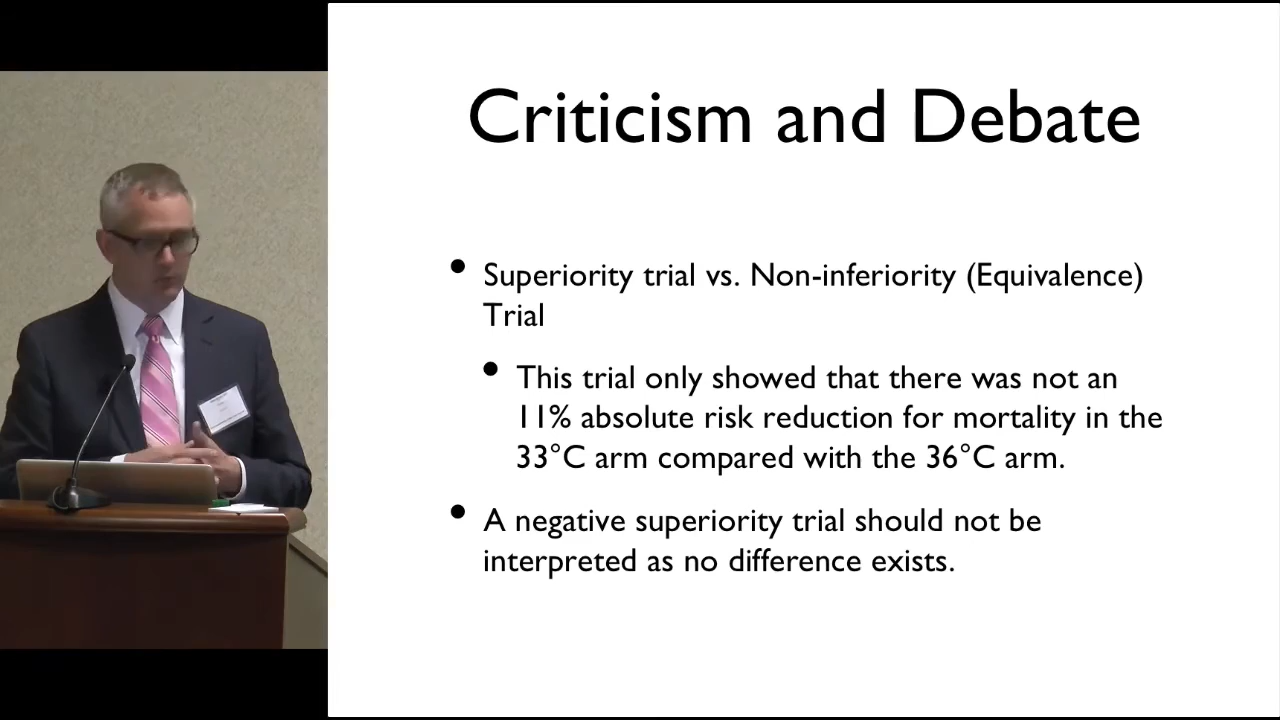 Criticism and Debate
• Superiority trial vs. Non-inferiority (Equivalence)
Trial
• This trial only showed that there was not an
11% absolute risk reduction for mortality in the
33°C arm compared with the 36°C arm.
• A negative superiority trial should not be
interpreted as no difference exists.